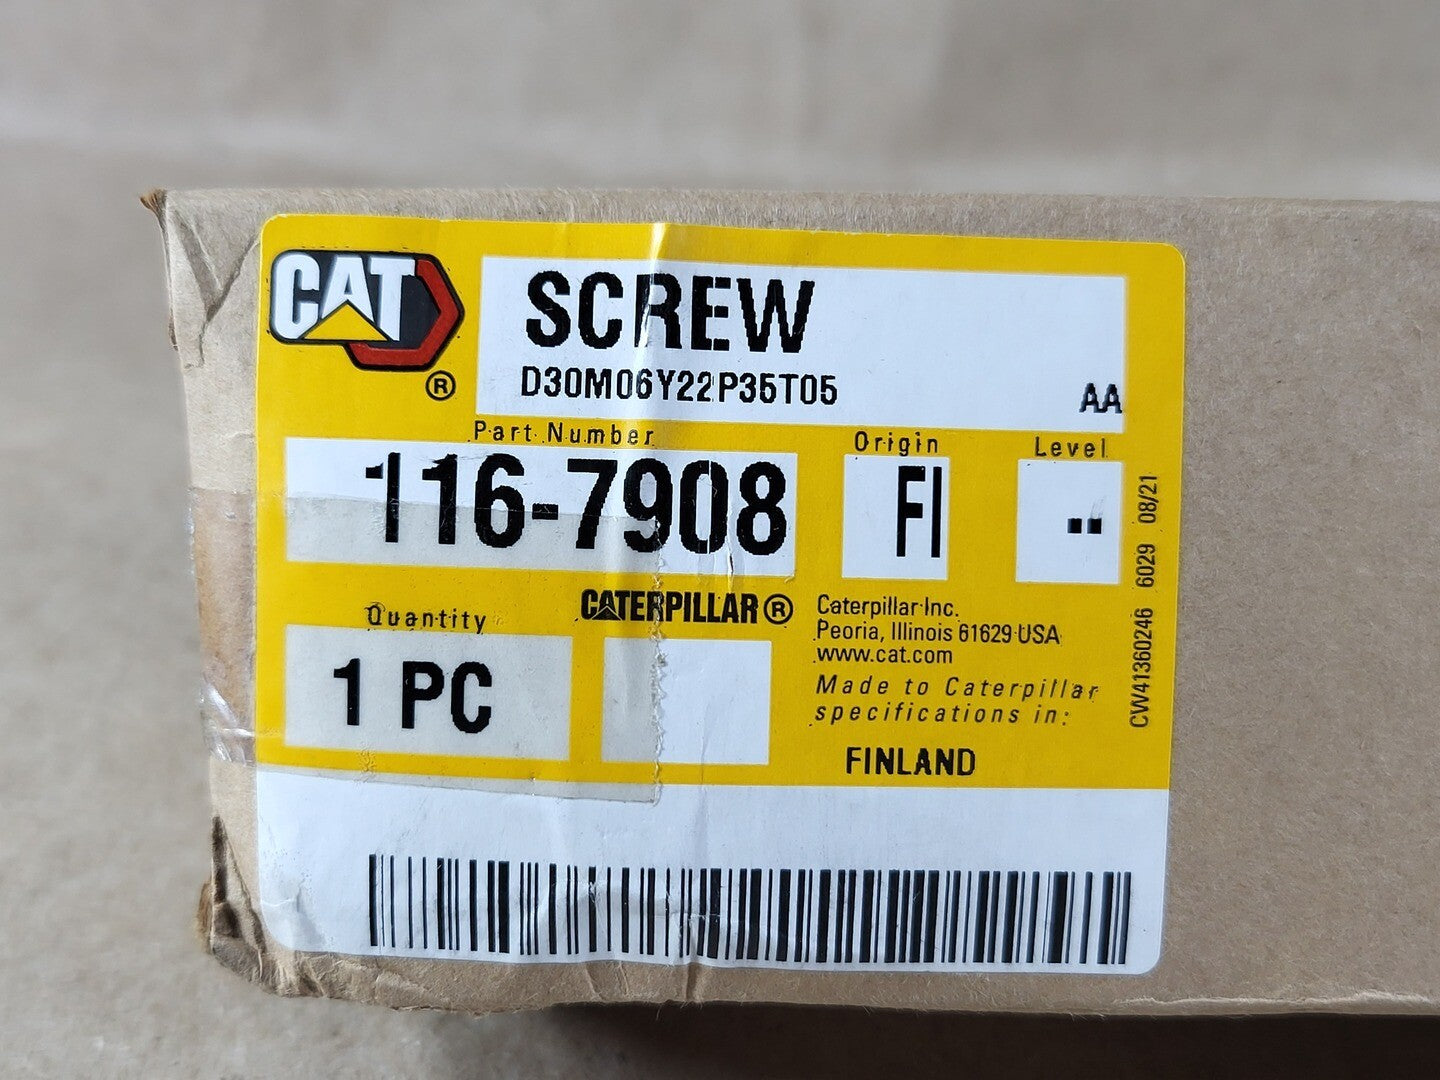 CAT
®
SCREW
D30M06Y22P35T05
AA
Part Number
Origin
Level
116-7908
FI
--
Quantity
CATERPILLAR®
1 PC
Caterpillar Inc.
Peoria, Illinois 61629 USA
www.cat.com
Made to Caterpillar
specifications in:
FINLAND
CW41360246 6029 08/21